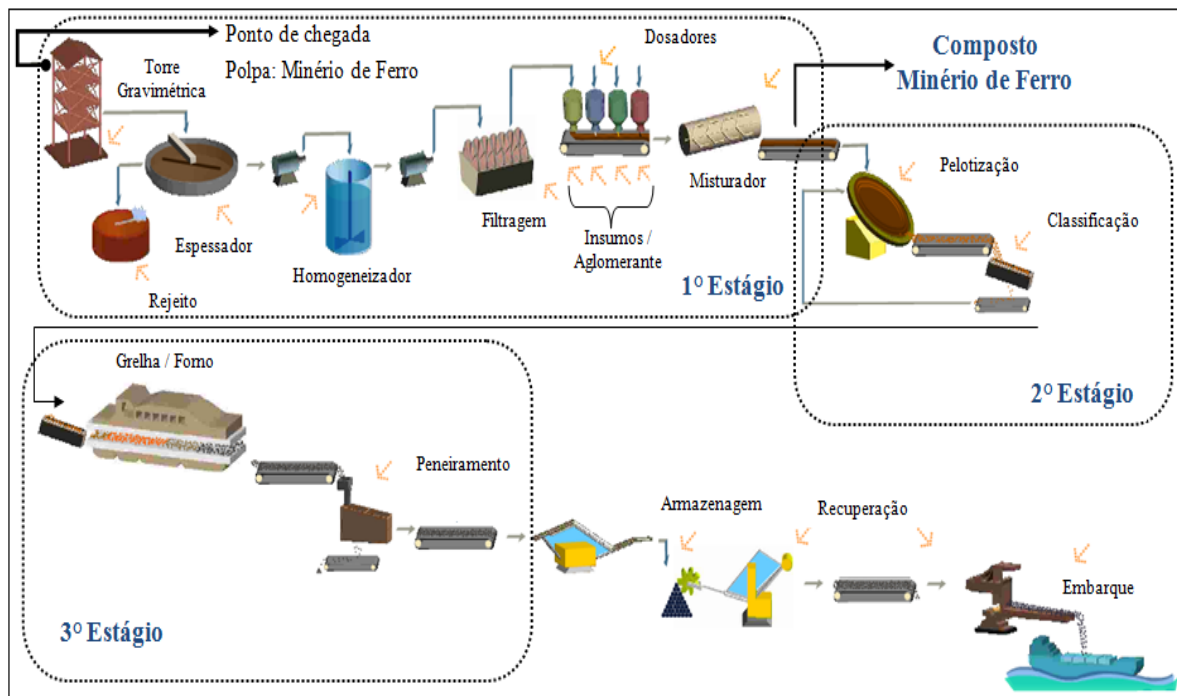 Ponto de chegada
Polpa: Minério de Ferro
Torre
Gravimétrica
Dosadores
Composto
Minério de Ferro
Espessador
Rejeito
Homogeneizador
Filtragem
Insumos /
Aglomerante
Misturador
1º Estágio
Pelotização
Classificação
2º Estágio
Grelha / Forno
Peneiramento
3º Estágio
Armazenagem
Recuperação
Embarque